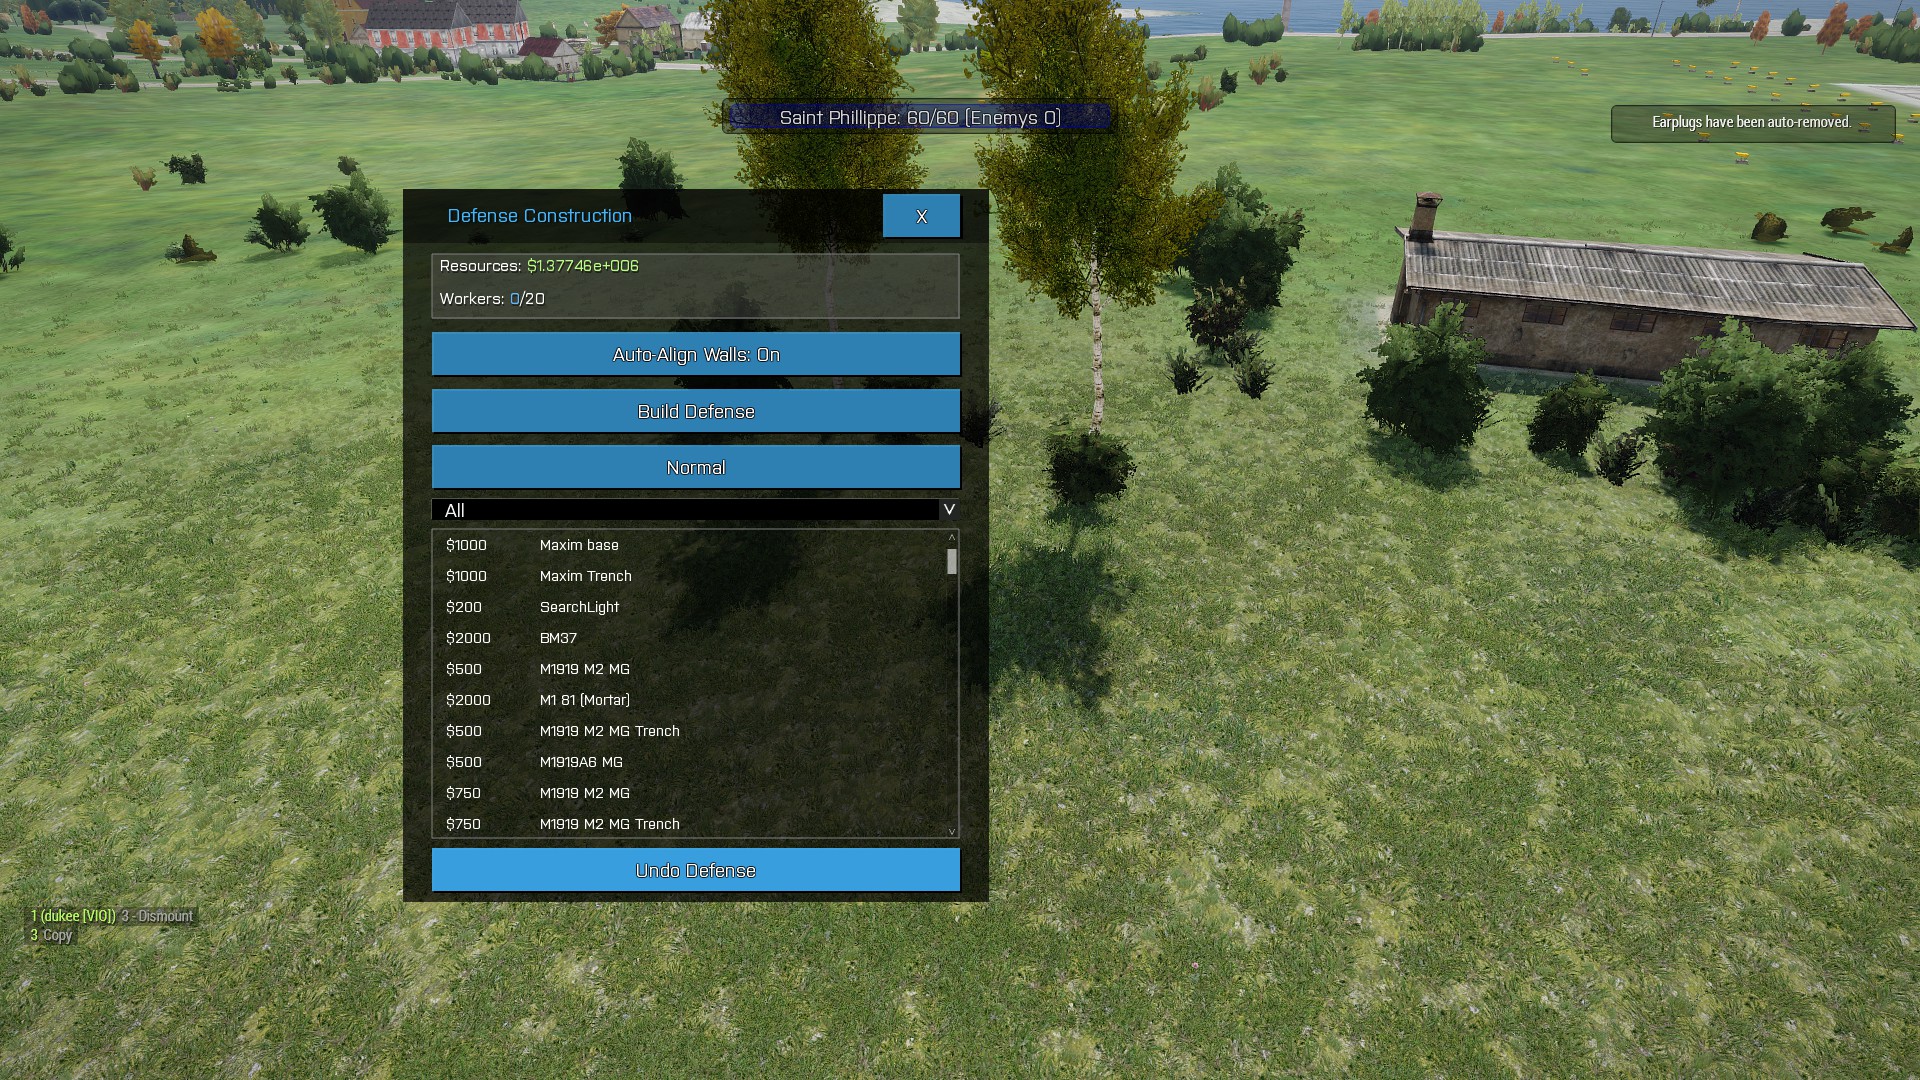 Saint Phillippe: 60/60 (Enemys 0)
Earplugs have been auto-removed.
Defense Construction
X
Resources: $1.37746e+006
Workers: 0/20
Auto-Align Walls: On
Build Defense
Normal
All
$1000 Maxim base
$1000 Maxim Trench
$200 SearchLight
$2000 BM37
$500 M1919 M2 MG
$2000 M1 81 (Mortar)
$500 M1919 M2 MG Trench
$500 M1919A6 MG
$750 M1919 M2 MG
$750 M1919 M2 MG Trench
Undo Defense
1 (dukee [VIO]) 3 - Dismount
3 Copy